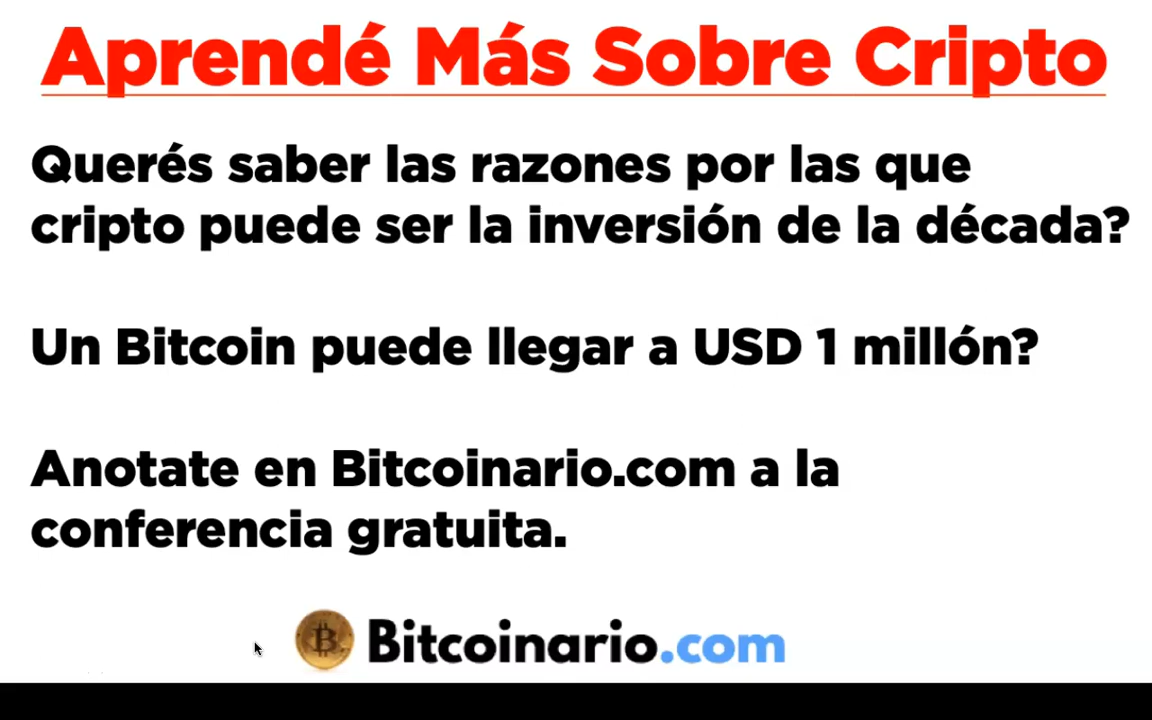 Aprendé Más Sobre Cripto
Querés saber las razones por las que
cripto puede ser la inversión de la década?
Un Bitcoin puede llegar a USD 1 millón?
Anotate en Bitcoinario.com a la
conferencia gratuita.
Bitcoinario.com